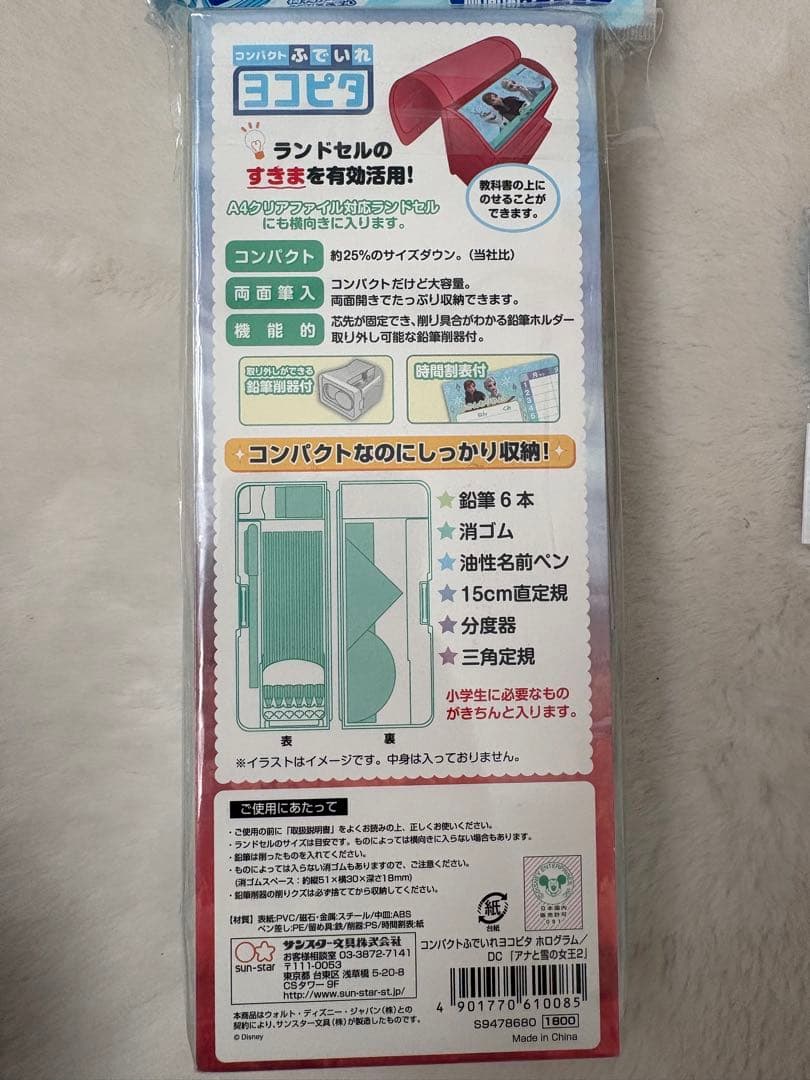 コンパクト ふでいれ
ヨコピタ
ランドセルの
すきまを有効活用!
A4クリアファイル対応ランドセル
にも横向きに入ります。
教科書の上に
のせることが
できます。
コンパクト 約25%のサイズダウン。(当社比)
両面筆入 コンパクトだけど大容量。
両面開きでたっぷり収納できます。
機能的 芯先が固定でき、削り具合がわかる鉛筆ホルダー
取り外し可能な鉛筆削器付。
取り外しができる
鉛筆削器付
時間割表付
コンパクトなのにしっかり収納!
★鉛筆6本
★消ゴム
★油性名前ペン
★15cm直定規
★分度器
★三角定規
小学生に必要なもの
がきちんと入ります。
表 裏
※イラストはイメージです。中身は入っておりません。
ご使用にあたって
・ご使用の前に「取扱説明書」をよくお読みの上、正しくお使いください。
・ランドセルのサイズは目安です。ものによっては横向きに入らない場合もあります。
・鉛筆は削ったものを入れてください。
・ものによっては入らない消ゴムもありますので、ご注意ください。
(消ゴムスペース:約縦51×横30×深さ18mm)
・鉛筆削器の削りクズは必ず捨ててから収納してください。
【材質】表紙:PVC/磁石・金属:スチール/中皿:ABS
ペン差し:PE/留め具:鉄/削器:PS/時間割表:紙
sun-star
サンスター文具株式会社
お客様相談室 03-3872-7141
〒111-0053
東京都 台東区 浅草橋 5-20-8
CSタワー 9F
http://www.sun-star-st.jp/
本商品はウォルト・ディズニー・ジャパン(株)との
契約により、サンスター文具(株)が製造したものです。
© Disney
紙
台紙
日本国内
販売許可
091
コンパクトふでいれヨコピタ ホログラム/
DC 「アナと雪の女王2」
4 901770 610085
S9478680 1800
Made in China